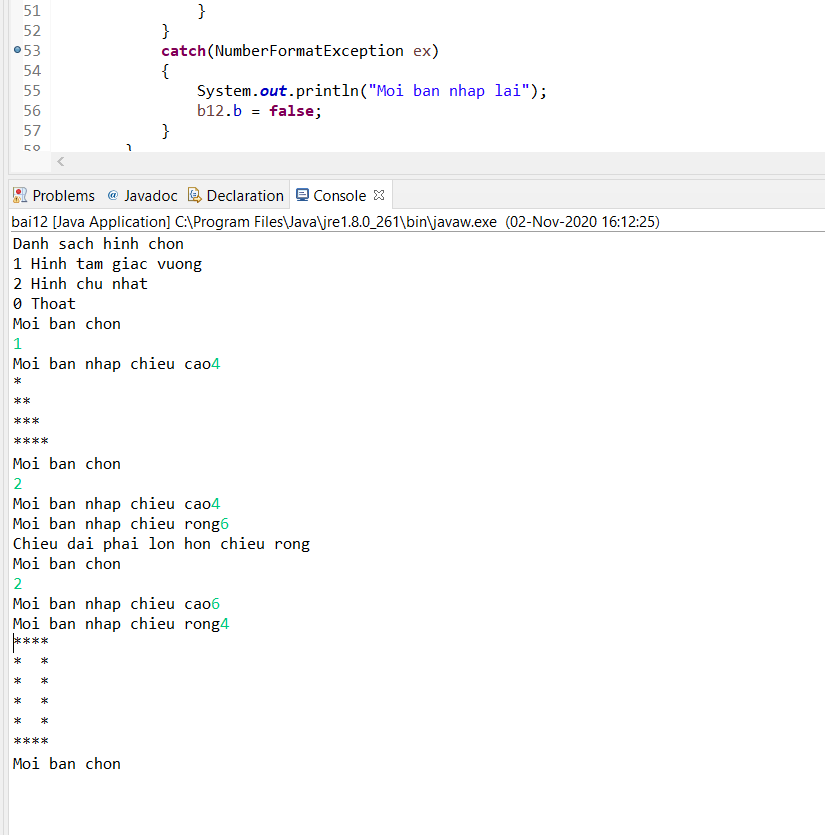 51 }
52 }
53 catch(NumberFormatException ex)
54 {
55 System.out.println("Moi ban nhap lai");
56 b12.b = false;
57 }
58 }
Problems @ Javadoc Declaration Console
bai12 [Java Application] C:\Program Files\Java\jre1.8.0_261\bin\javaw.exe (02-Nov-2020 16:12:25)
Danh sach hinh chon
1 Hinh tam giac vuong
2 Hinh chu nhat
0 Thoat
Moi ban chon
1
Moi ban nhap chieu cao4
*
**
***
****
Moi ban chon
2
Moi ban nhap chieu cao4
Moi ban nhap chieu rong6
Chieu dai phai lon hon chieu rong
Moi ban chon
2
Moi ban nhap chieu cao6
Moi ban nhap chieu rong4
****
*  *
*  *
*  *
*  *
****
Moi ban chon